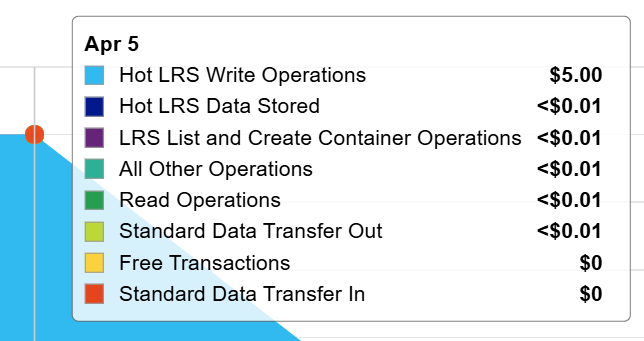 Apr 5
Hot LRS Write Operations $5.00
Hot LRS Data Stored <$0.01
LRS List and Create Container Operations <$0.01
All Other Operations <$0.01
Read Operations <$0.01
Standard Data Transfer Out <$0.01
Free Transactions $0
Standard Data Transfer In $0